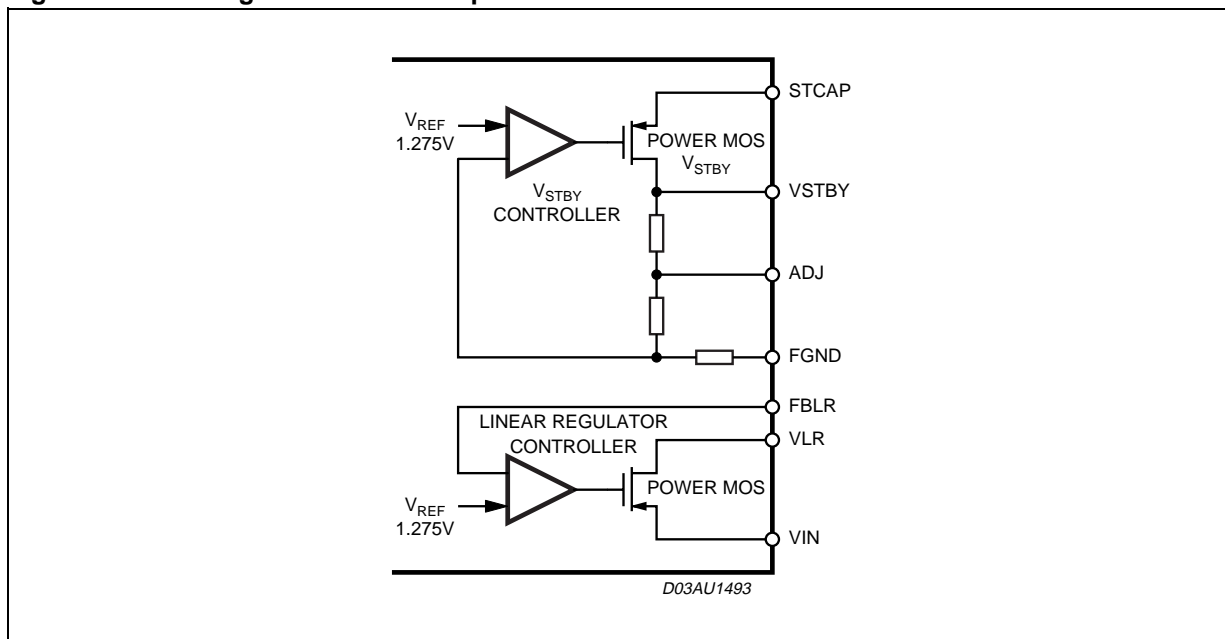 STCAP
V_REF
1.275V
POWER MOS
V_STBY
VSTBY
V_STBY
CONTROLLER
ADJ
FGND
FBLR
LINEAR REGULATOR
CONTROLLER
VLR
POWER MOS
V_REF
1.275V
VIN
D03AU1493